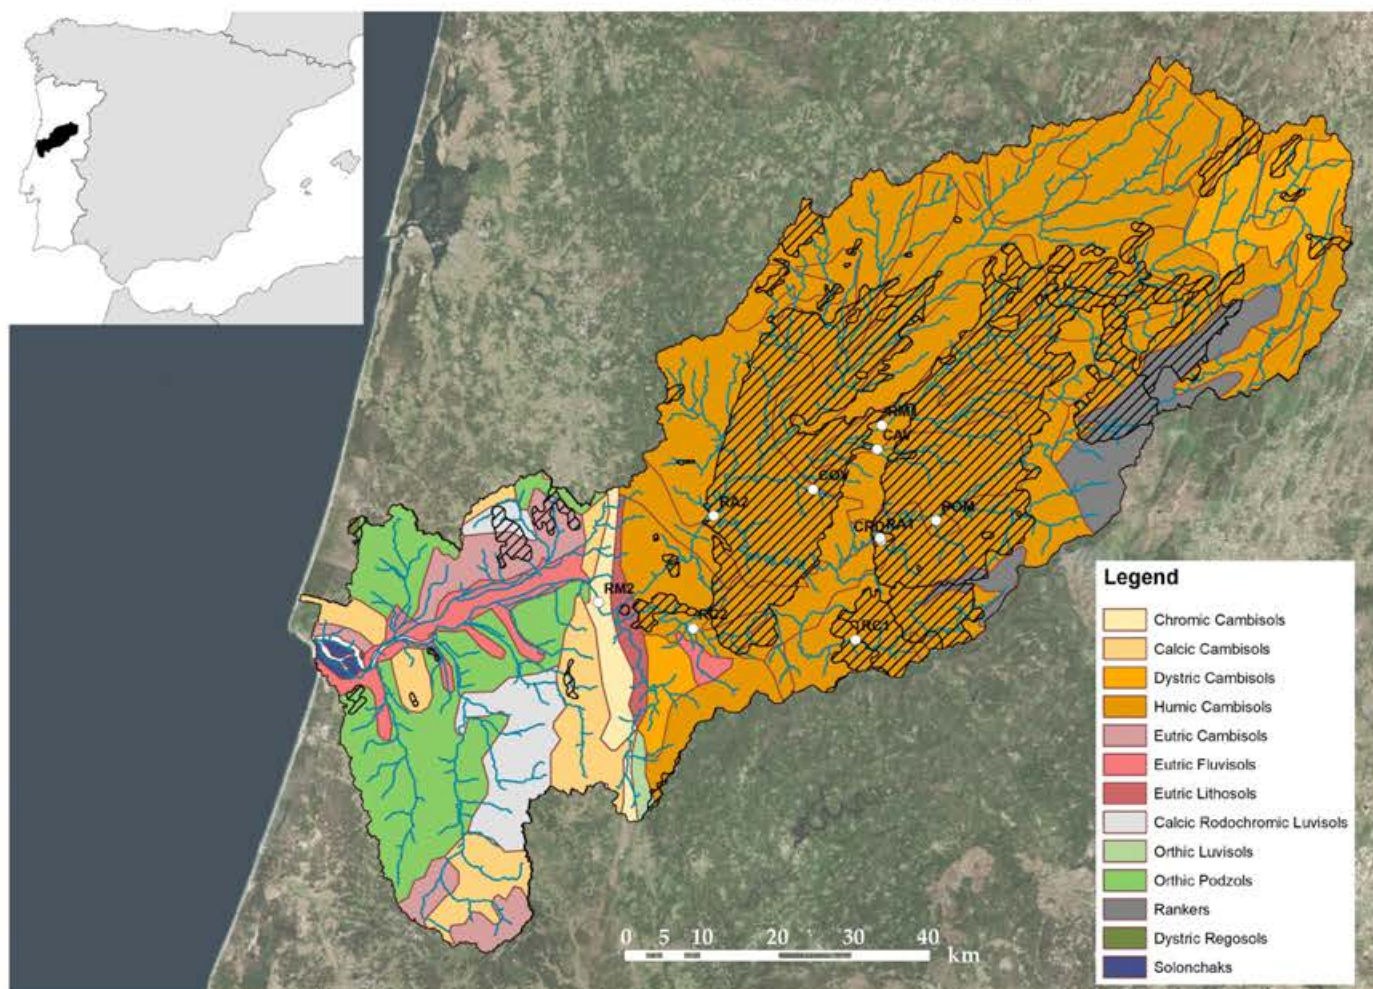 RM1
CAV
COV
RA2
POM
CRD
RA1
RM2
RC2
RC1
Legend
Chromic Cambisols
Calcic Cambisols
Dystric Cambisols
Humic Cambisols
Eutric Cambisols
Eutric Fluvisols
Eutric Lithosols
Calcic Rodochromic Luvisols
Orthic Luvisols
Orthic Podzols
Rankers
Dystric Regosols
Solonchaks
0 5 10 20 30 40
km